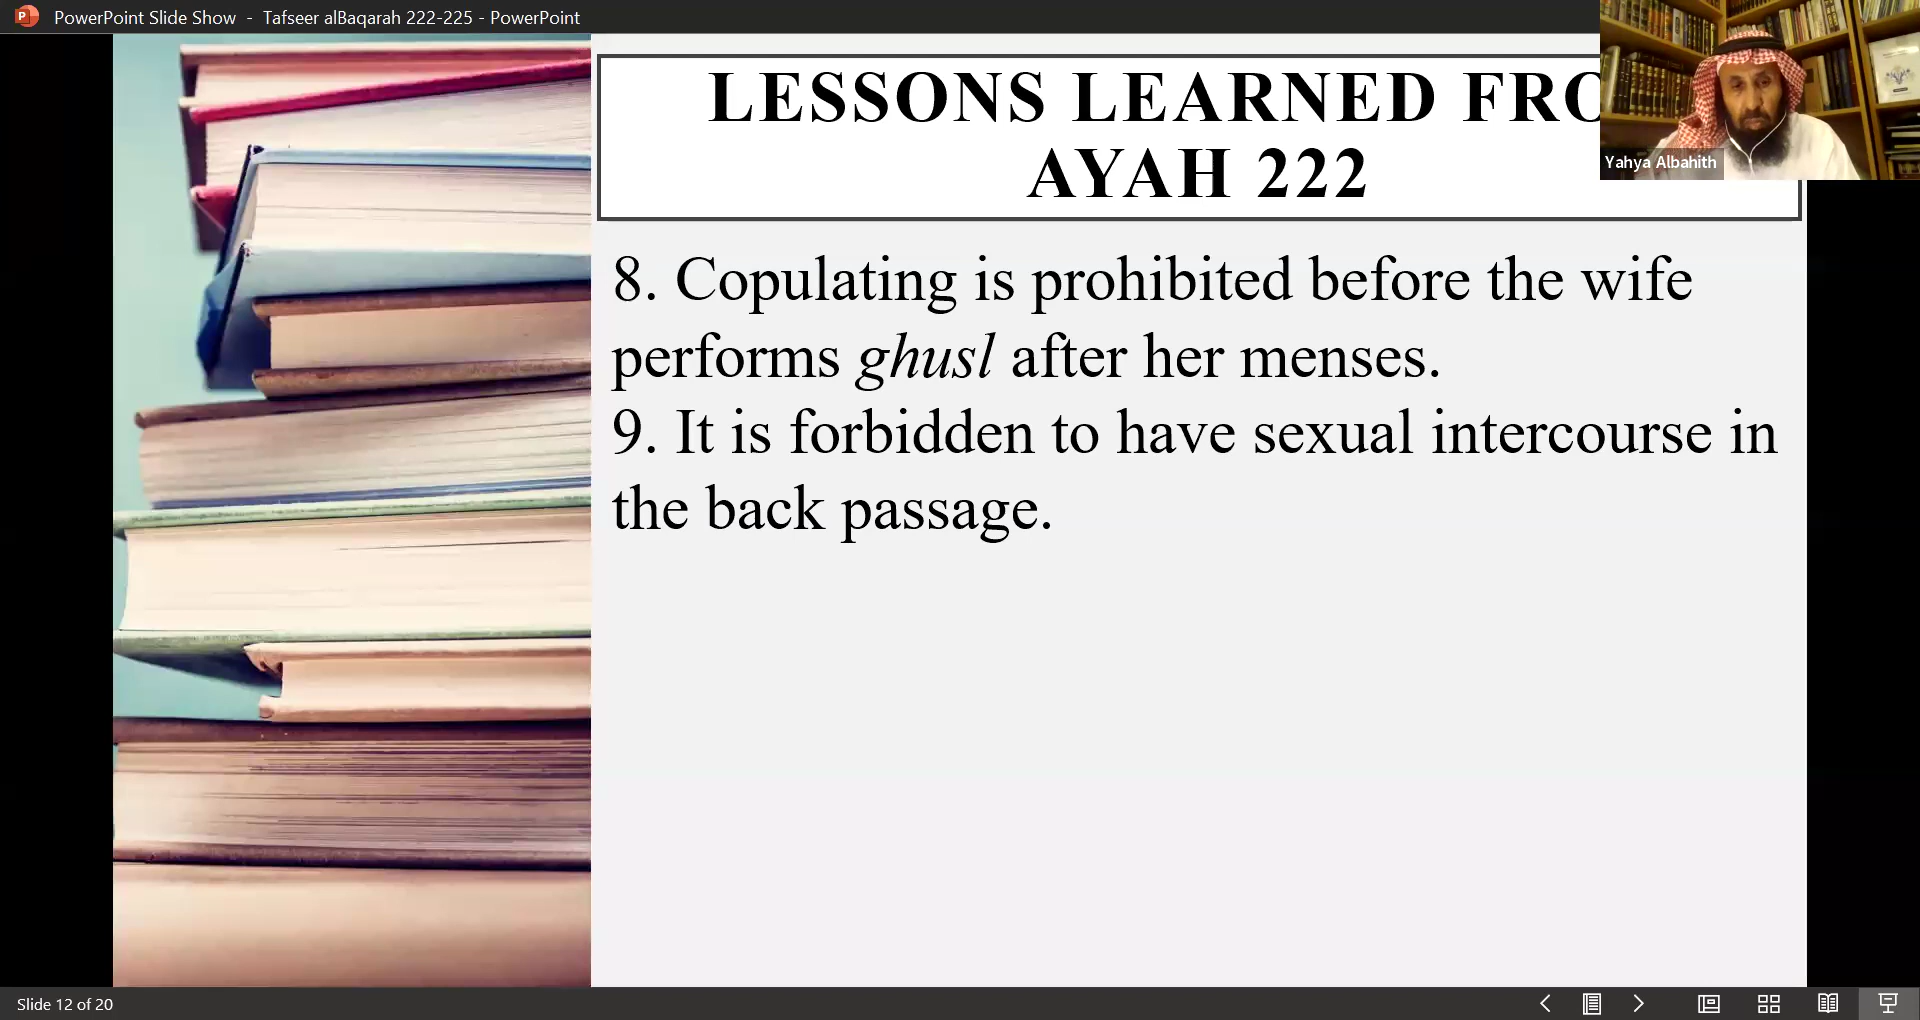 PowerPoint Slide Show - Tafseer alBaqarah 222-225 - PowerPoint
LESSONS LEARNED FRO
AYAH 222
Yahya Albahith
8. Copulating is prohibited before the wife
performs ghusl after her menses.
9. It is forbidden to have sexual intercourse in
the back passage.
Slide 12 of 20